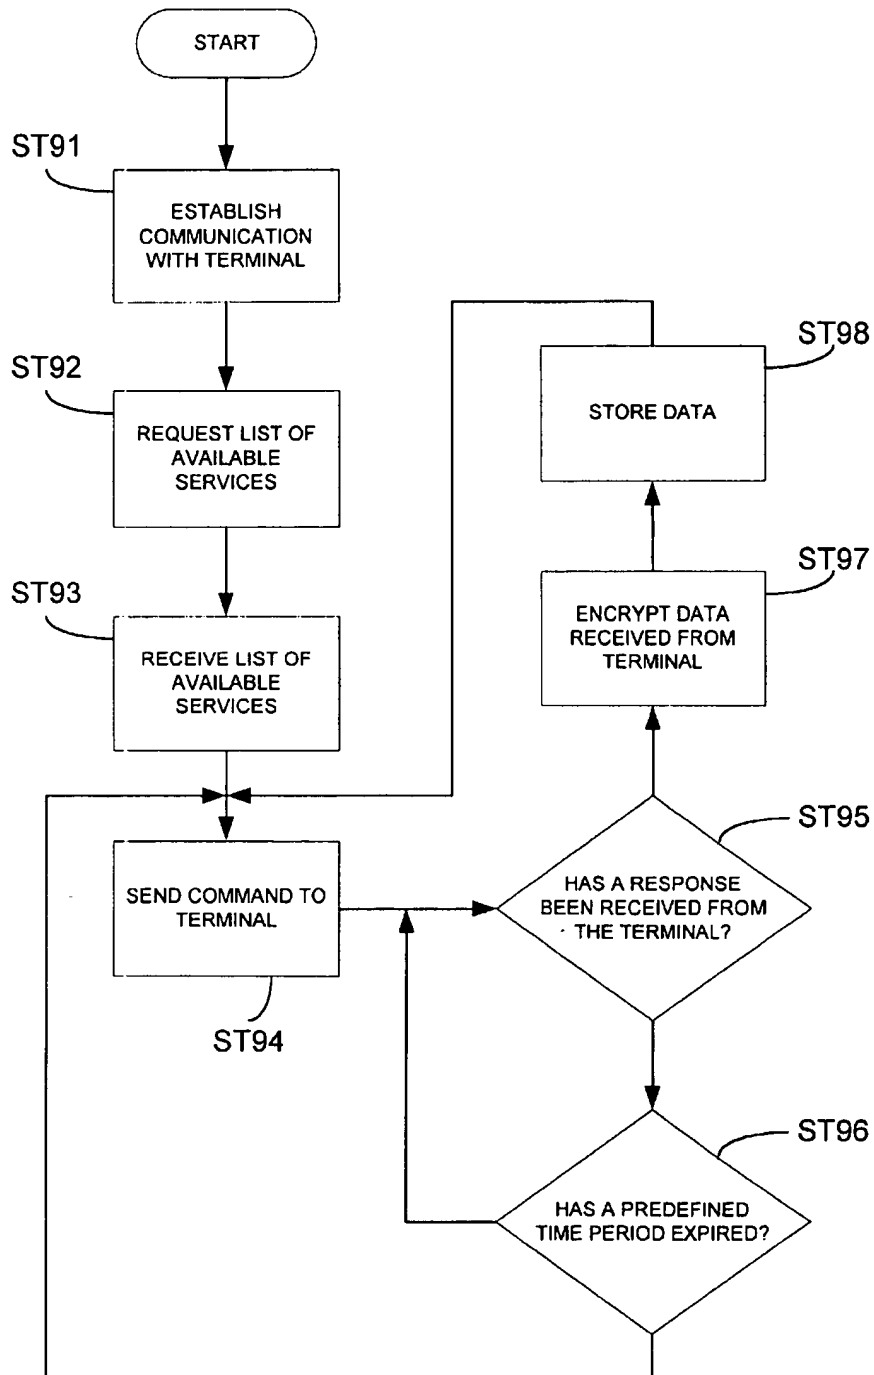 START
ST91
ESTABLISH
COMMUNICATION
WITH TERMINAL
ST92
REQUEST LIST OF
AVAILABLE
SERVICES
ST93
RECEIVE LIST OF
AVAILABLE
SERVICES
SEND COMMAND TO
TERMINAL
ST94
ST98
STORE DATA
ST97
ENCRYPT DATA
RECEIVED FROM
TERMINAL
ST95
HAS A RESPONSE
BEEN RECEIVED FROM
THE TERMINAL?
ST96
HAS A PREDEFINED
TIME PERIOD EXPIRED?